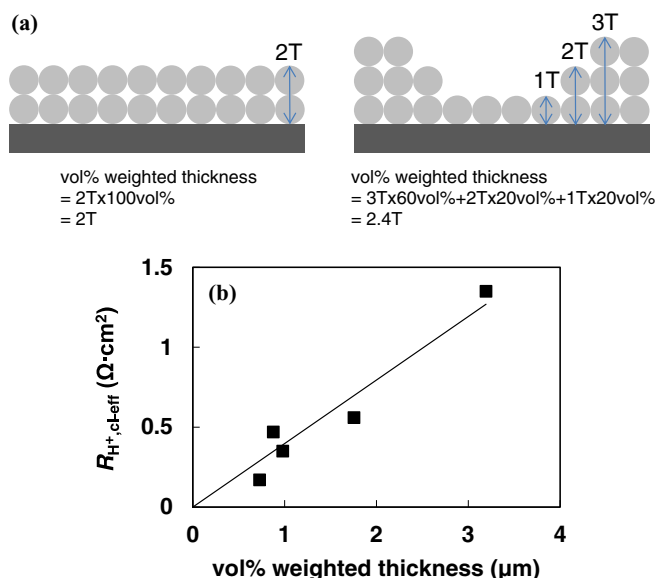 (a)
2T
1T
2T
3T
vol% weighted thickness
= 2Tx100vol%
= 2T
vol% weighted thickness
= 3Tx60vol%+2Tx20vol%+1Tx20vol%
= 2.4T
(b)
1.5
1
0.5
0
R_H+,cl-eff (Ω·cm²)
0 1 2 3 4
vol% weighted thickness (μm)